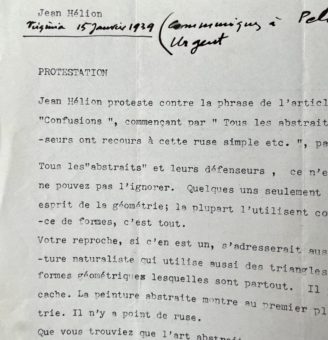 Jean Hélion
Virginia 15 Janvier 1939 (Communiquez à
Urgent
PROTESTATION
Jean Hélion proteste contre la phrase de l'articl
"Confusions ", commençant par " Tous les abstrait
-seurs ont recours à cette ruse simple etc. ", pa
Tous les"abstraits" et leurs défenseurs , ce n'e
ne pouvez pas l'ignorer. Quelques uns seulement
esprit de la géométrie; la plupart l'utilisent co
-ce de formes, c'est tout.
Votre reproche, si c'en est un, s'adresserait aus
-ture naturaliste qui utilise aussi des triangles
formes géométriques lesquelles sont partout. Il
cache. La peinture abstraite montre au premier pl
trie. Il n'y a point de ruse.
Que vous trouviez que l'art abstrai